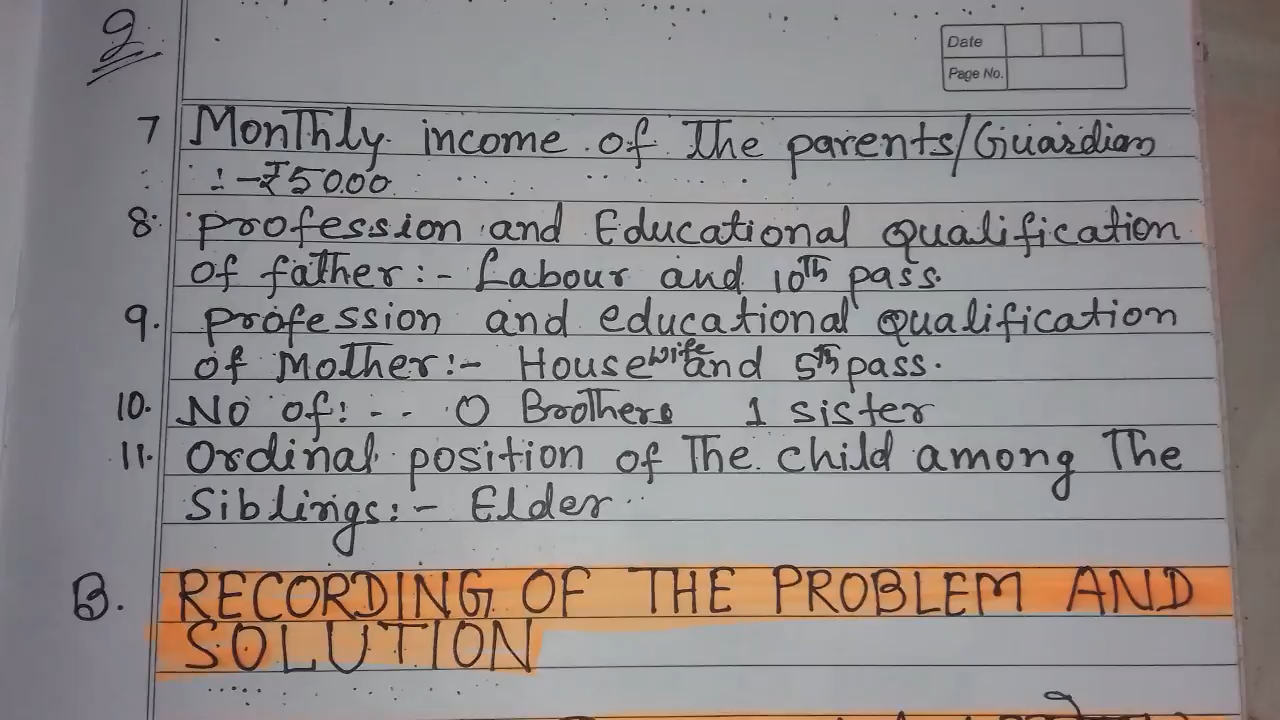 2
Date
Page No.
7 Monthly income of The parents/Guardian
:-₹5000
8. profession and Educational qualification
of father:- Labour and 10Th pass.
9. profession and educational qualification
of Mother:- Housewife and 5th pass.
10. No of:-- 0 Brothers 1 sister
11. Ordinal position of The child among The
Siblings:- Elder
B. RECORDING OF THE PROBLEM AND
SOLUTION